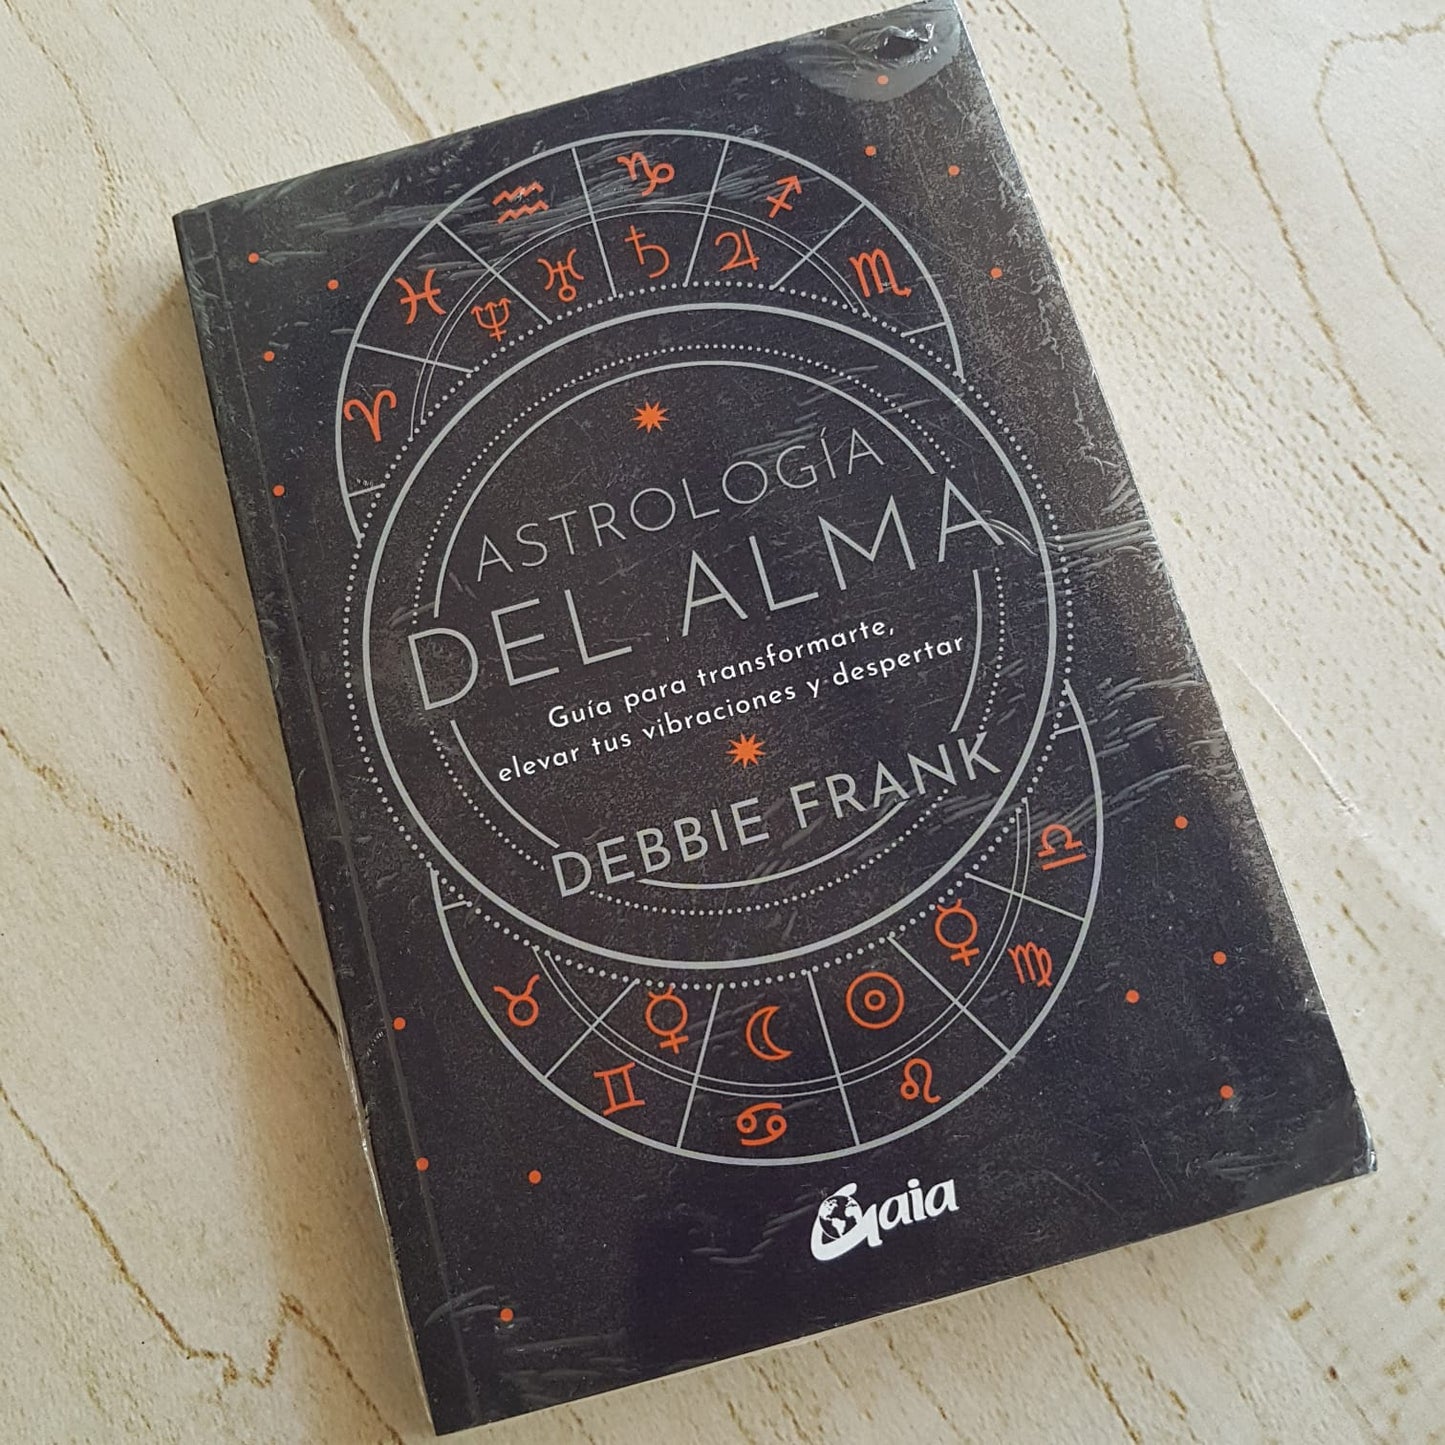 ASTROLOGÍA
DEL ALMA
Guía para transformarte,
elevar tus vibraciones y despertar
DEBBIE FRANK
Gaia